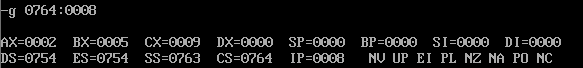 -g 0764:0008
AX=0002 BX=0005 CX=0009 DX=0000 SP=0000 BP=0000 SI=0000 DI=0000
DS=0754 ES=0754 SS=0763 CS=0764 IP=0008 NV UP EI PL NZ NA PO NC